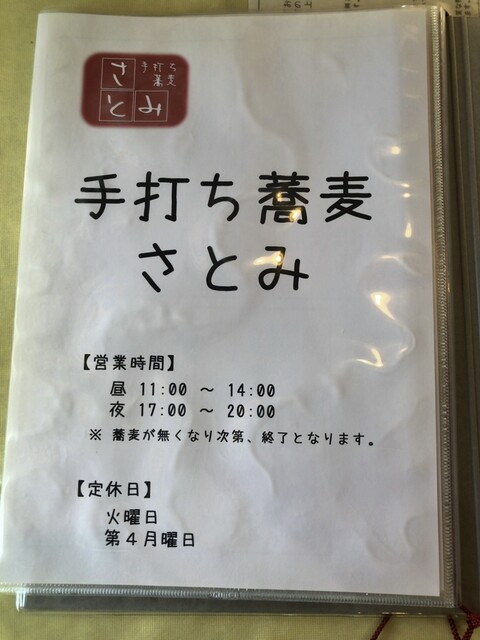 さ 手打ち
蕎麦
とみ
手打ち蕎麦
さとみ
【営業時間】
昼 11:00 ～ 14:00
夜 17:00 ～ 20:00
※ 蕎麦が無くなり次第、終了となります。
【定休日】
火曜日
第４月曜日